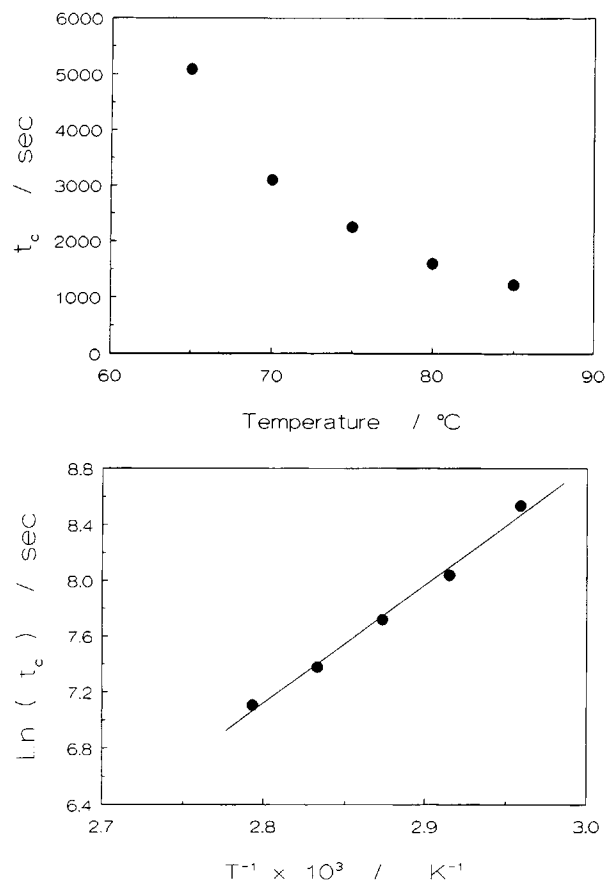 6000
5000
4000
3000
2000
1000
0
t_c / sec
60 70 80 90
Temperature / °C
8.8
8.4
8.0
7.6
7.2
6.8
6.4
Ln ( t_c ) / sec
2.7 2.8 2.9 3.0
T⁻¹ × 10³ / K⁻¹